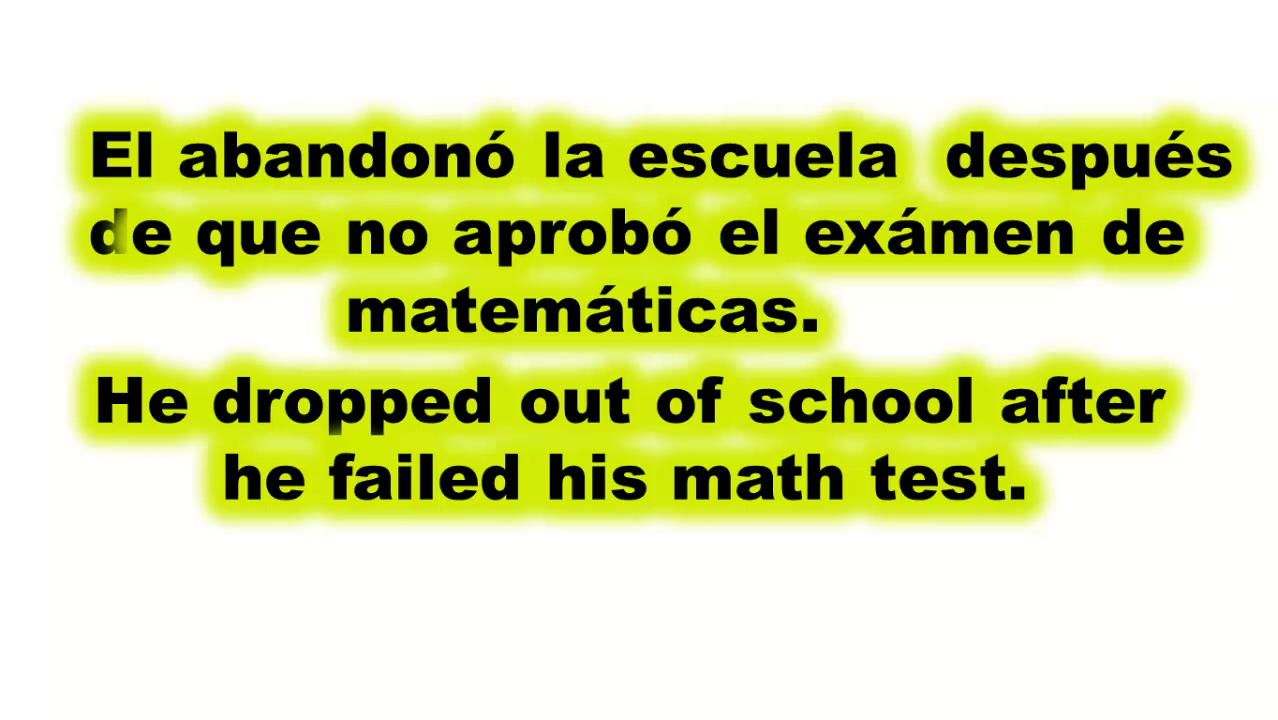 El abandonó la escuela después
de que no aprobó el exámen de
matemáticas.
He dropped out of school after
he failed his math test.